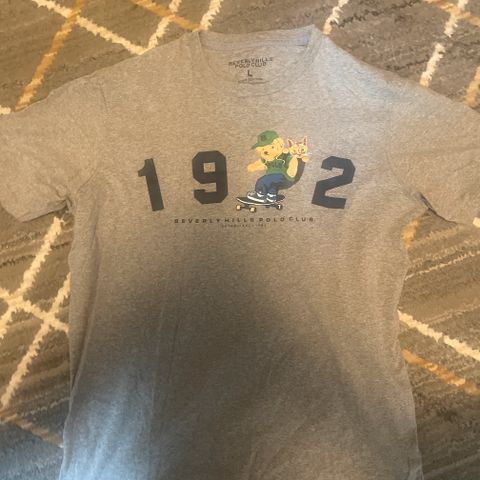 BEVERLY HILLS
POLO CLUB
L
19 2
BEVERLY HILLS POLO CLUB